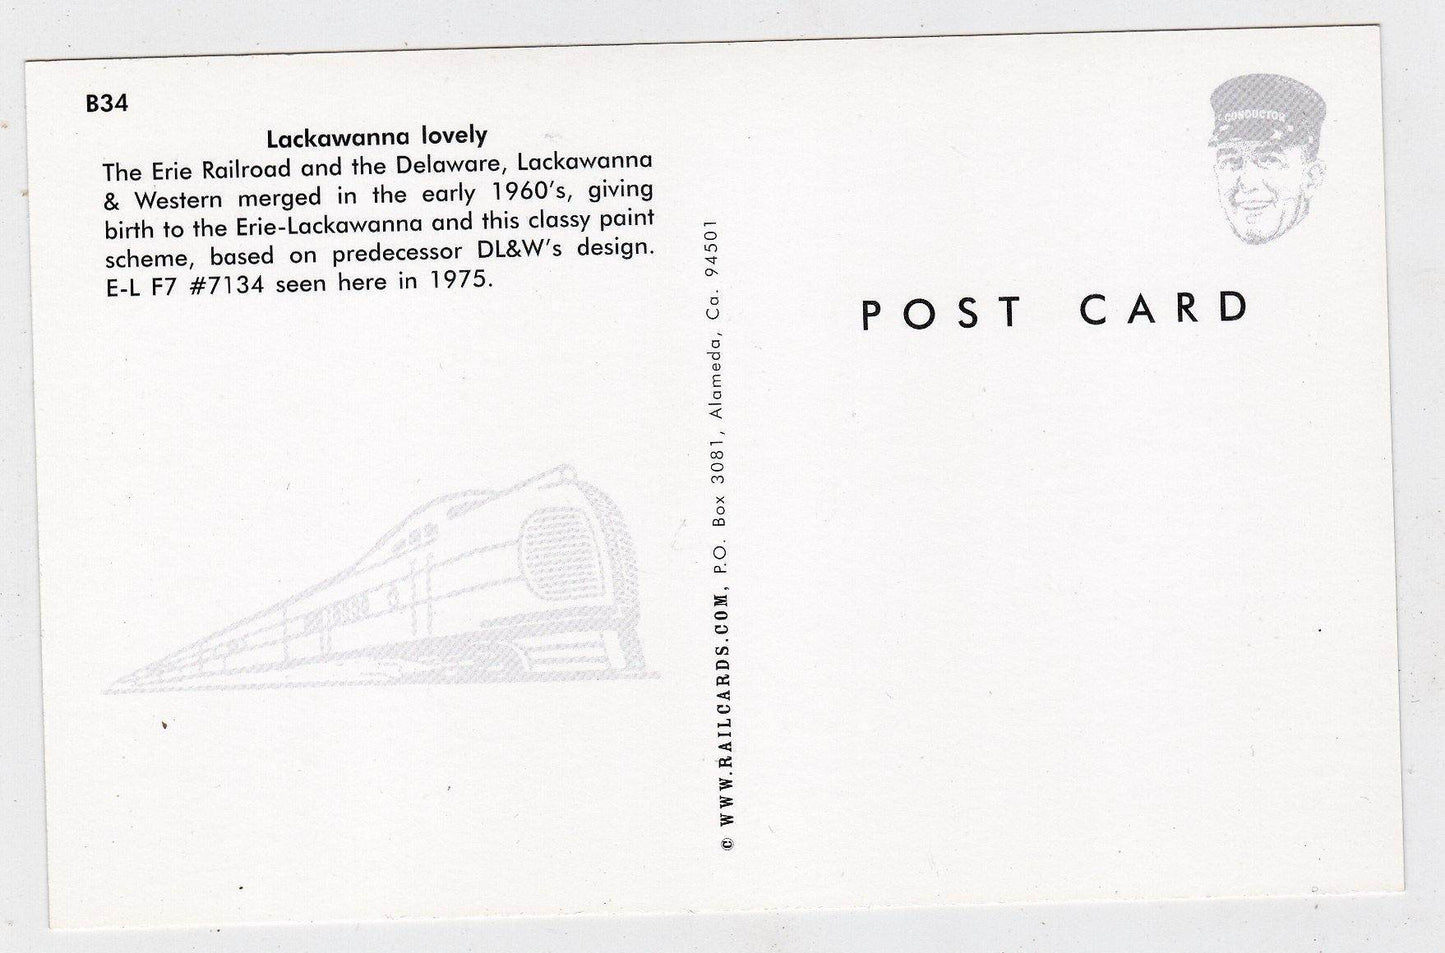 B34
Lackawanna lovely
The Erie Railroad and the Delaware, Lackawanna
& Western merged in the early 1960's, giving
birth to the Erie-Lackawanna and this classy paint
scheme, based on predecessor DL&W's design.
E-L F7 #7134 seen here in 1975.
© WWW.RAILCARDS.COM, P.O. Box 3081, Alameda, Ca. 94501
CONDUCTOR
POST CARD